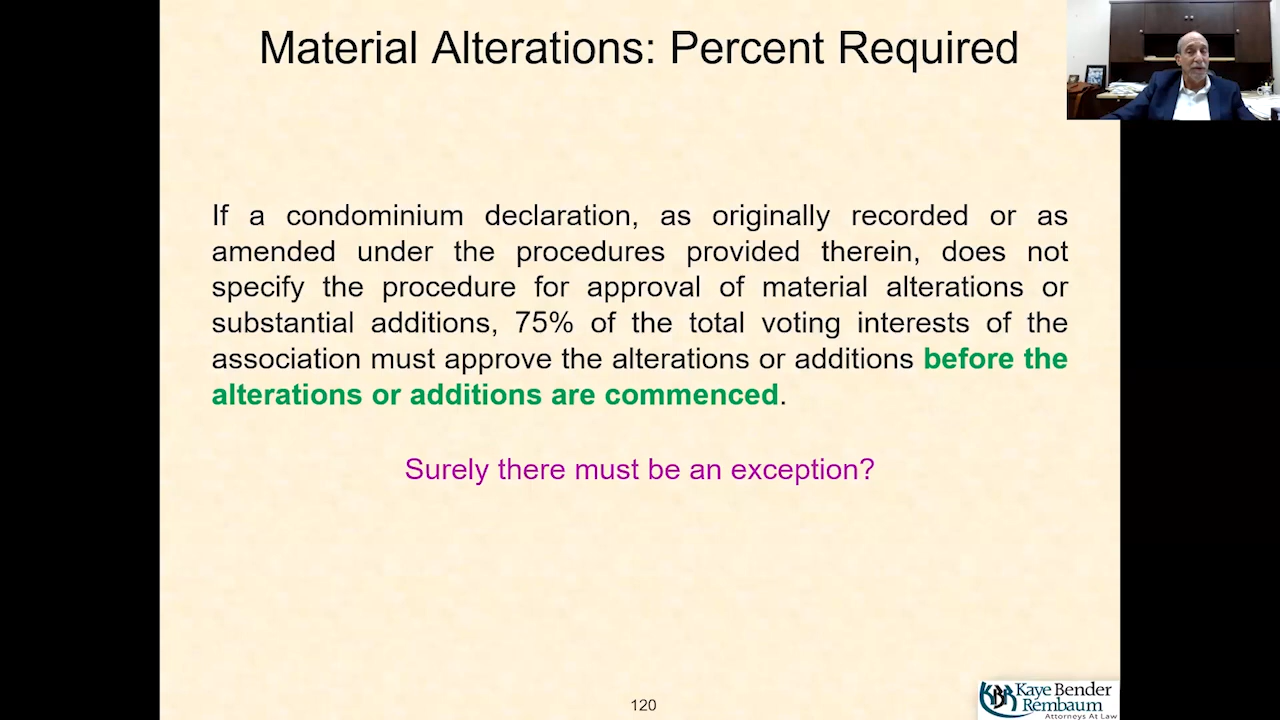 Material Alterations: Percent Required
If a condominium declaration, as originally recorded or as
amended under the procedures provided therein, does not
specify the procedure for approval of material alterations or
substantial additions, 75% of the total voting interests of the
association must approve the alterations or additions before the
alterations or additions are commenced.
Surely there must be an exception?
120
KBR Kaye Bender
Rembaum
Attorneys At Law